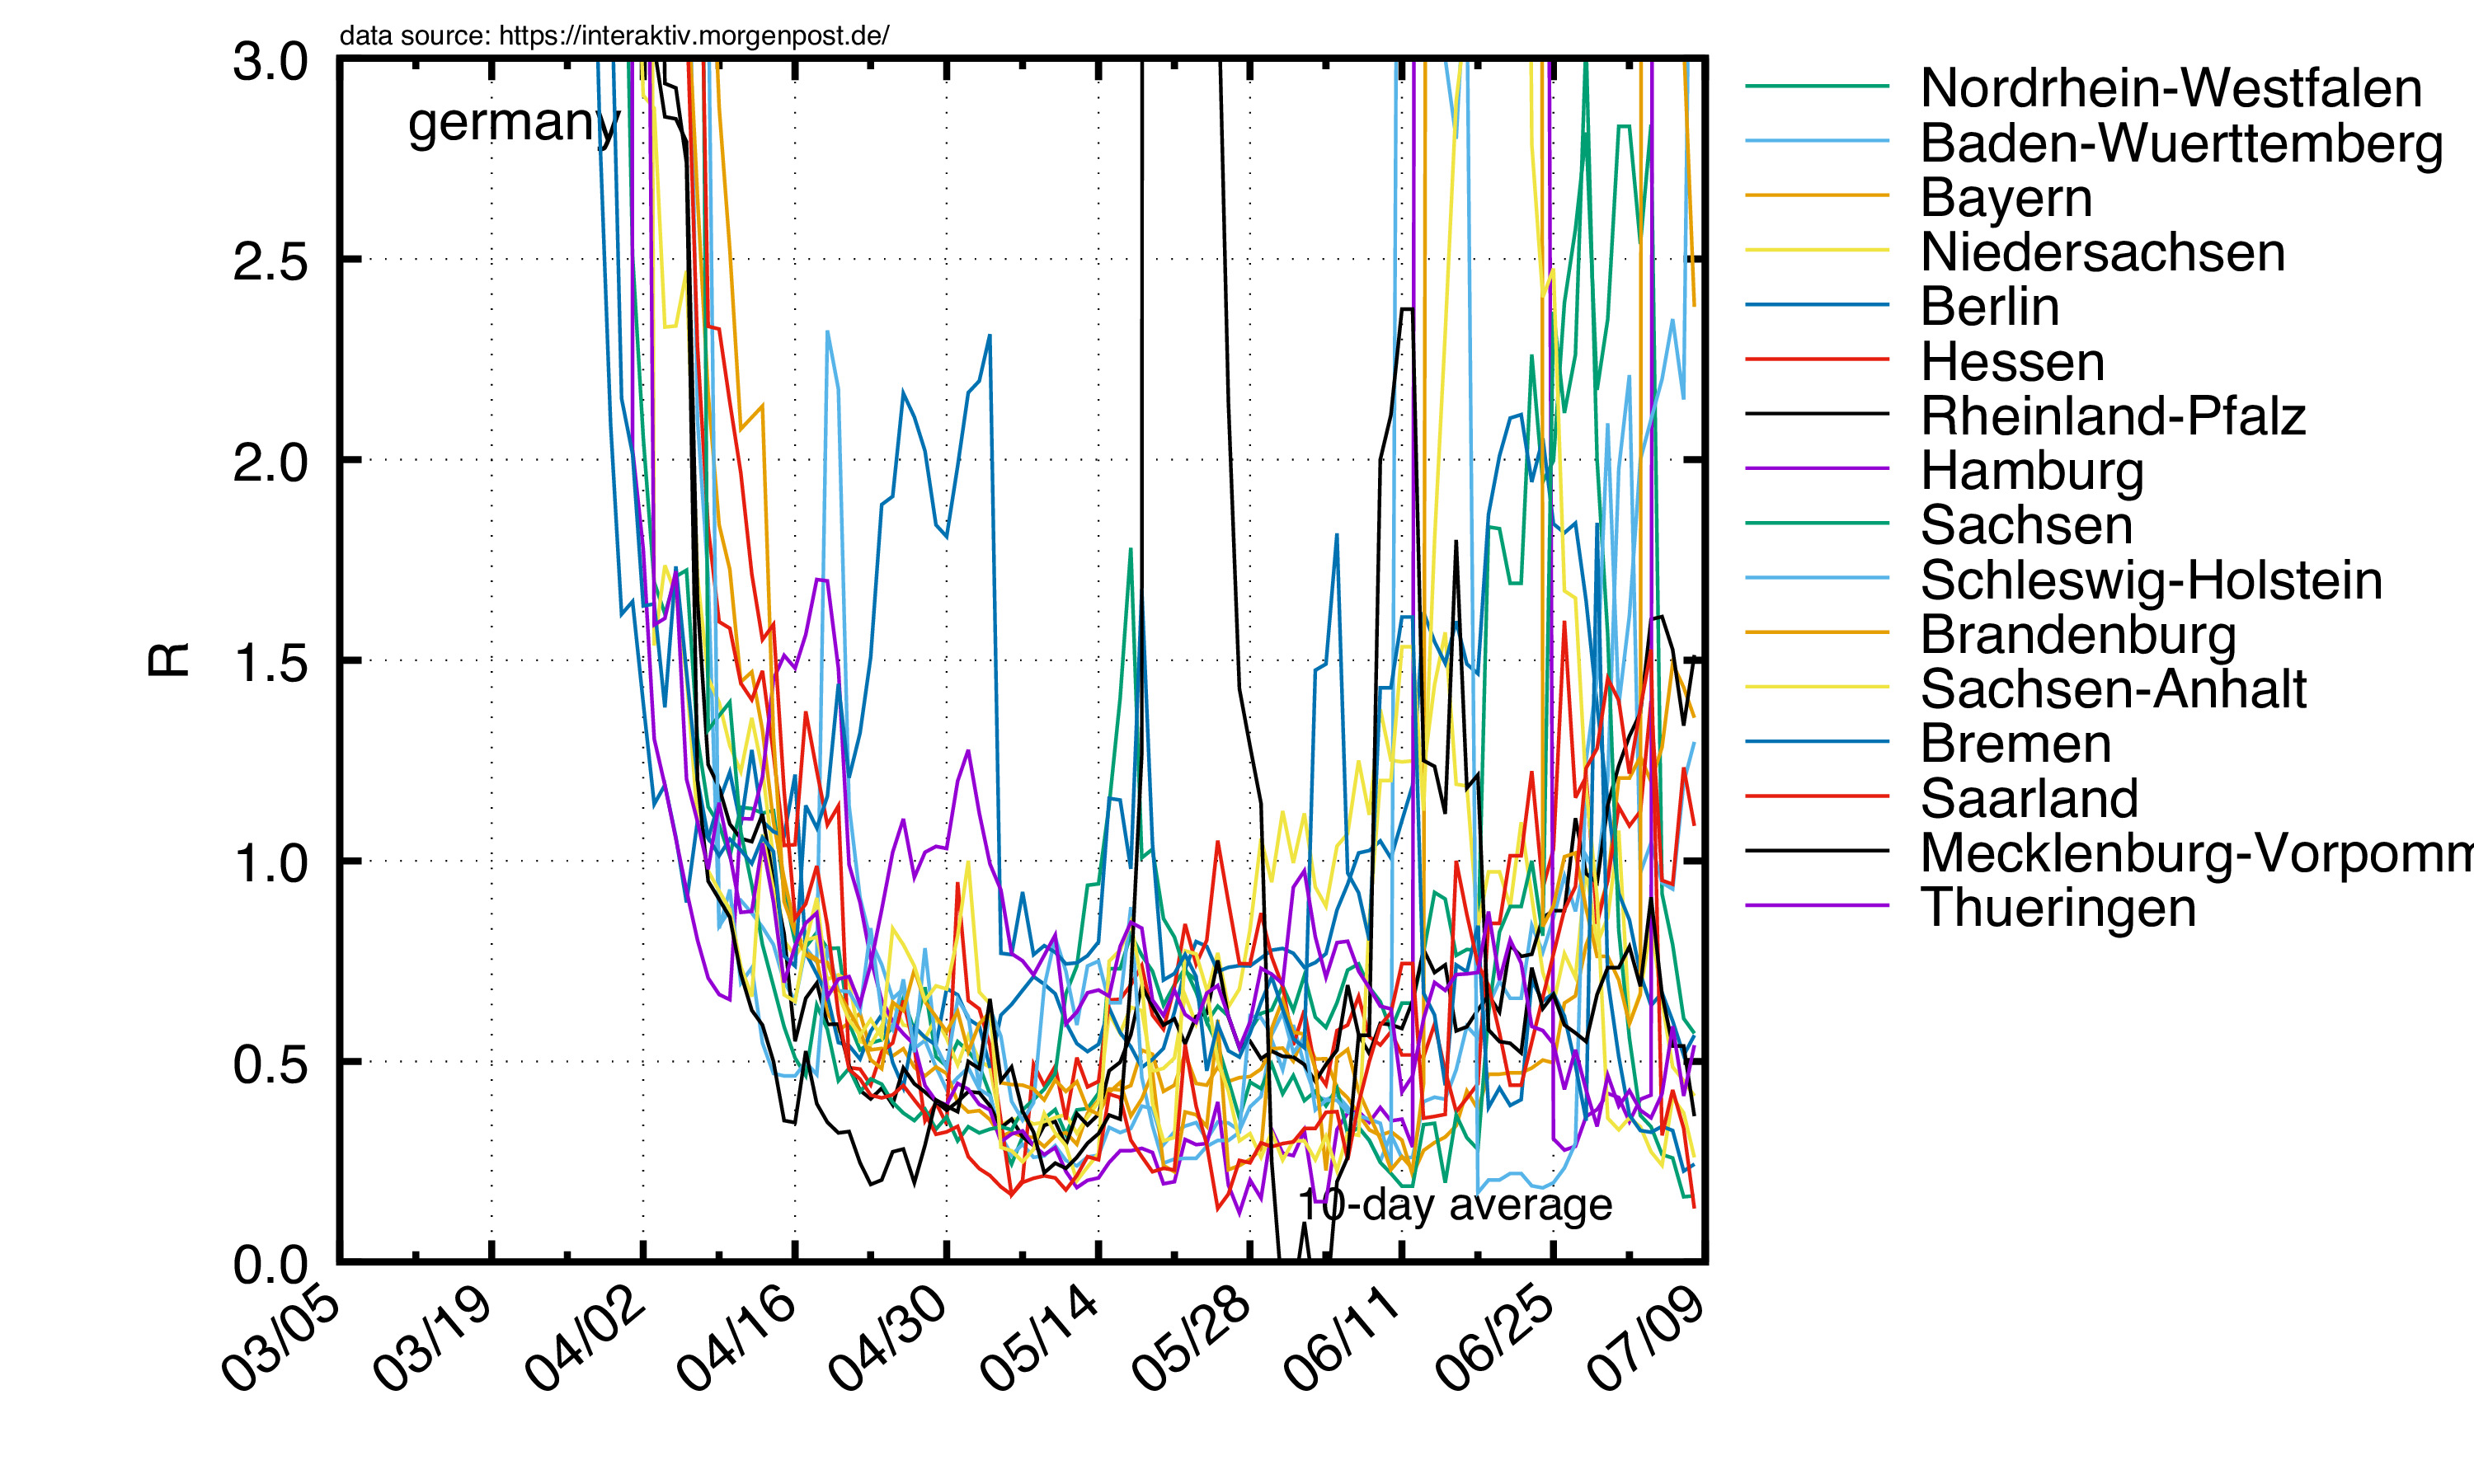 data source: https://interaktiv.morgenpost.de/
3.0
2.5
2.0
1.5
1.0
0.5
0.0
R
germany
10-day average
03/05
03/19
04/02
04/16
04/30
05/14
05/28
06/11
06/25
07/09
Nordrhein-Westfalen
Baden-Wuerttemberg
Bayern
Niedersachsen
Berlin
Hessen
Rheinland-Pfalz
Hamburg
Sachsen
Schleswig-Holstein
Brandenburg
Sachsen-Anhalt
Bremen
Saarland
Mecklenburg-Vorpomm
Thueringen